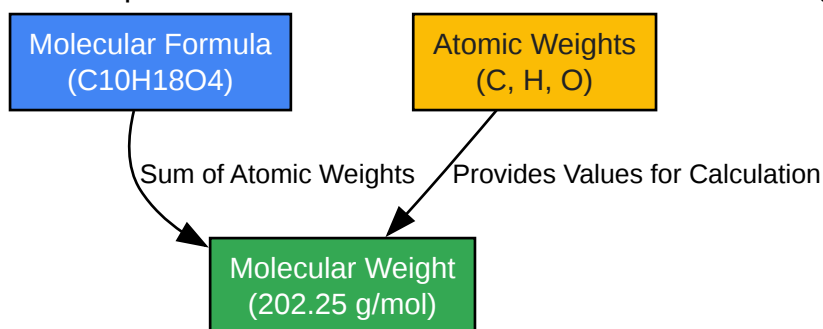 Molecular Formula
(C10H18O4)
Atomic Weights
(C, H, O)
Sum of Atomic Weights
Provides Values for Calculation
Molecular Weight
(202.25 g/mol)